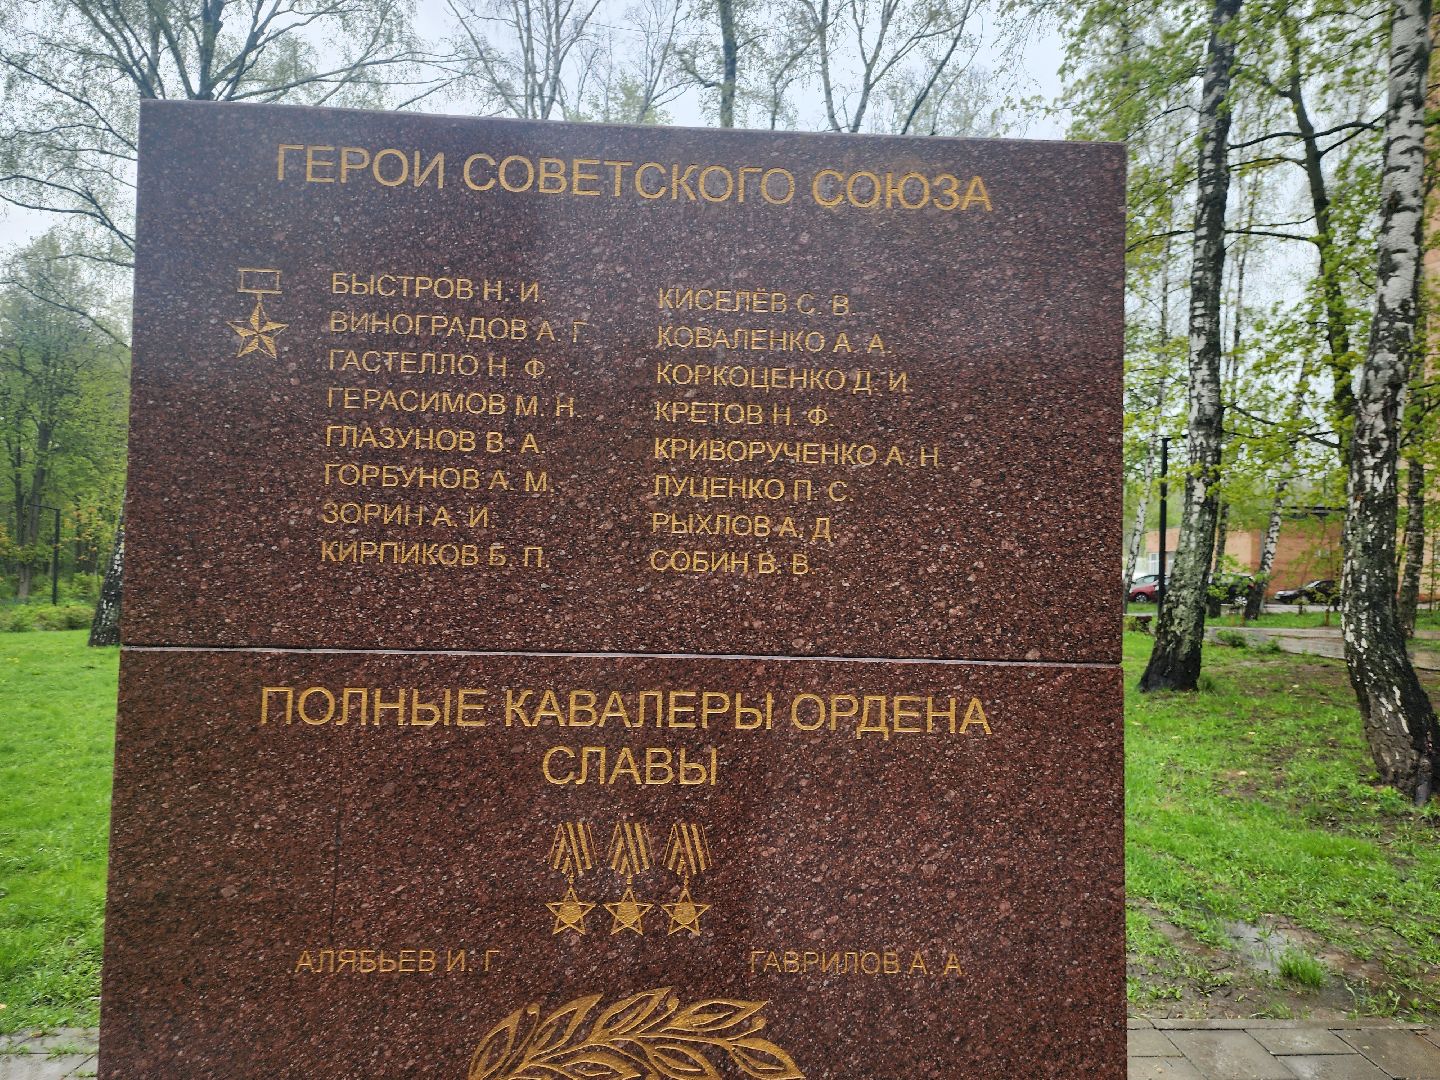 ГЕРОИ СОВЕТСКОГО СОЮЗА
БЫСТРОВ Н. И.
ВИНОГРАДОВ А. Г.
ГАСТЕЛЛО Н. Ф.
ГЕРАСИМОВ М. Н.
ГЛАЗУНОВ В. А.
ГОРБУНОВ А. М.
ЗОРИН А. И.
КИРПИКОВ Б. П.
КИСЕЛЁВ С. В.
КОВАЛЕНКО А. А.
КОРКОЦЕНКО Д. И.
КРЕТОВ Н. Ф.
КРИВОРУЧЕНКО А. Н.
ЛУЦЕНКО П. С.
РЫХЛОВ А. Д.
СОБИН В. В.
ПОЛНЫЕ КАВАЛЕРЫ ОРДЕНА
СЛАВЫ
АЛЯБЬЕВ И. Г.
ГАВРИЛОВ А. А.